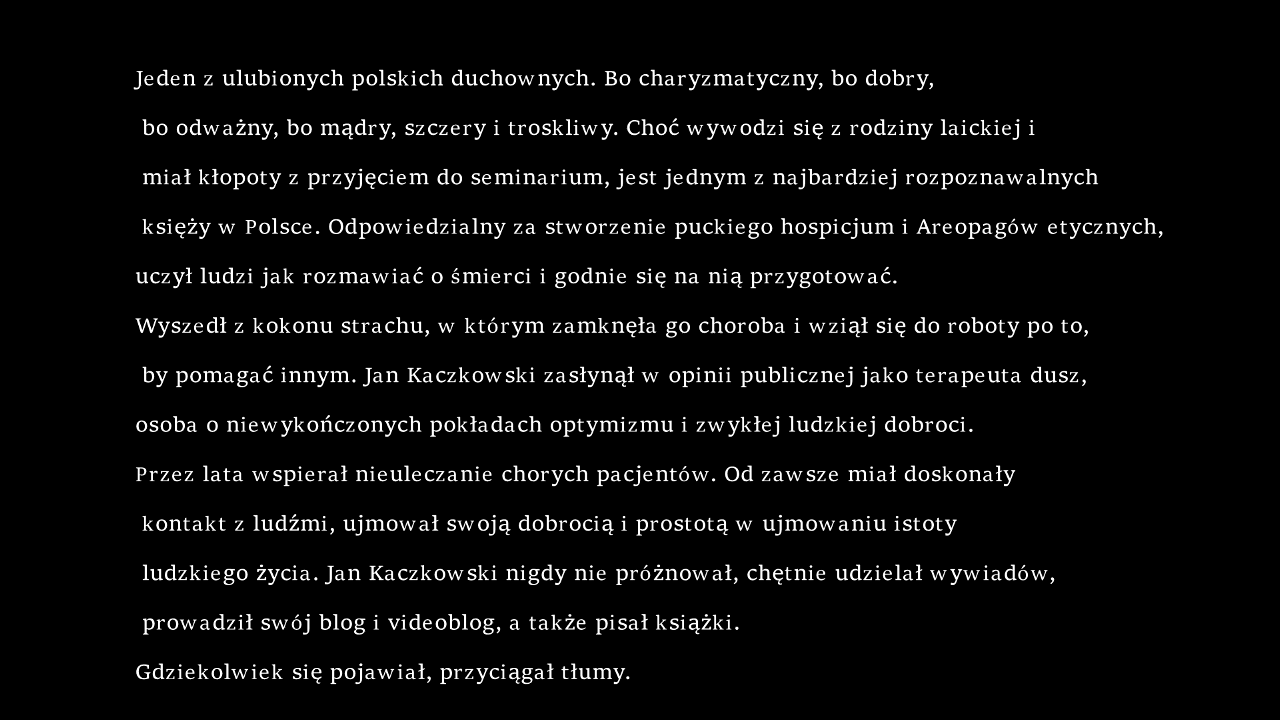 Jeden z ulubionych polskich duchownych. Bo charyzmatyczny, bo dobry,
bo odważny, bo mądry, szczery i troskliwy. Choć wywodzi się z rodziny laickiej i
miał kłopoty z przyjęciem do seminarium, jest jednym z najbardziej rozpoznawalnych
księży w Polsce. Odpowiedzialny za stworzenie puckiego hospicjum i Areopagów etycznych,
uczył ludzi jak rozmawiać o śmierci i godnie się na nią przygotować.
Wyszedł z kokonu strachu, w którym zamknęła go choroba i wziął się do roboty po to,
by pomagać innym. Jan Kaczkowski zasłynął w opinii publicznej jako terapeuta dusz,
osoba o niewykończonych pokładach optymizmu i zwykłej ludzkiej dobroci.
Przez lata wspierał nieuleczanie chorych pacjentów. Od zawsze miał doskonały
kontakt z ludźmi, ujmował swoją dobrocią i prostotą w ujmowaniu istoty
ludzkiego życia. Jan Kaczkowski nigdy nie próżnował, chętnie udzielał wywiadów,
prowadził swój blog i videoblog, a także pisał książki.
Gdziekolwiek się pojawiał, przyciągał tłumy.